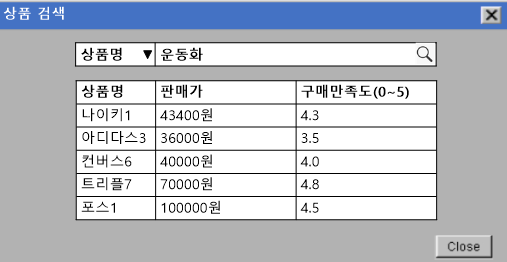 상품 검색
상품명 ▼ 운동화
상품명 판매가 구매만족도(0~5)
나이키1 43400원 4.3
아디다스3 36000원 3.5
컨버스6 40000원 4.0
트리플7 70000원 4.8
포스1 100000원 4.5
Close